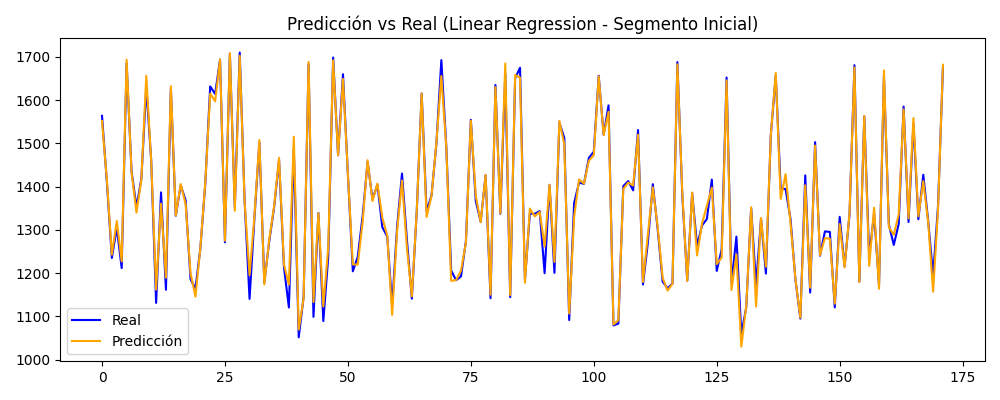 Predicción vs Real (Linear Regression - Segmento Inicial)
1700
1600
1500
1400
1300
1200
1100
1000
Real
Predicción
0 25 50 75 100 125 150 175